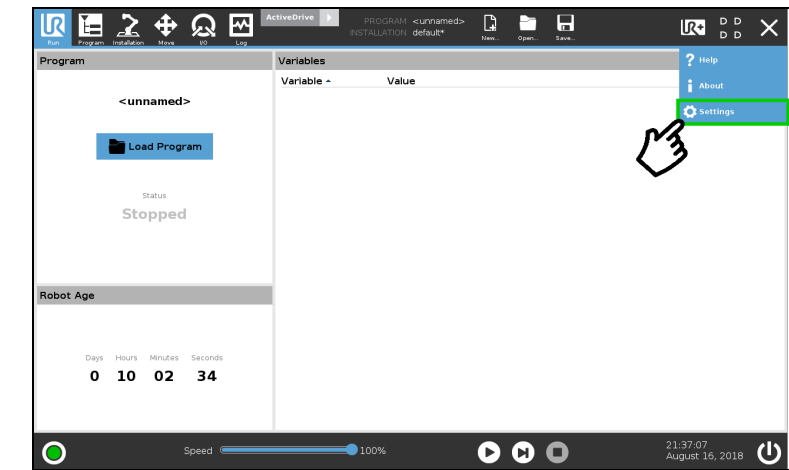 UR
Run
Program
Installation
Move
I/O
Log
ActiveDrive
PROGRAM <unnamed>
INSTALLATION default*
New...
Open...
Save...
UR+
D D
D D
Program
<unnamed>
Load Program
Status
Stopped
Variables
Variable
Value
? Help
i About
Settings
Robot Age
Days Hours Minutes Seconds
0 10 02 34
Speed
100%
21:37:07
August 16, 2018